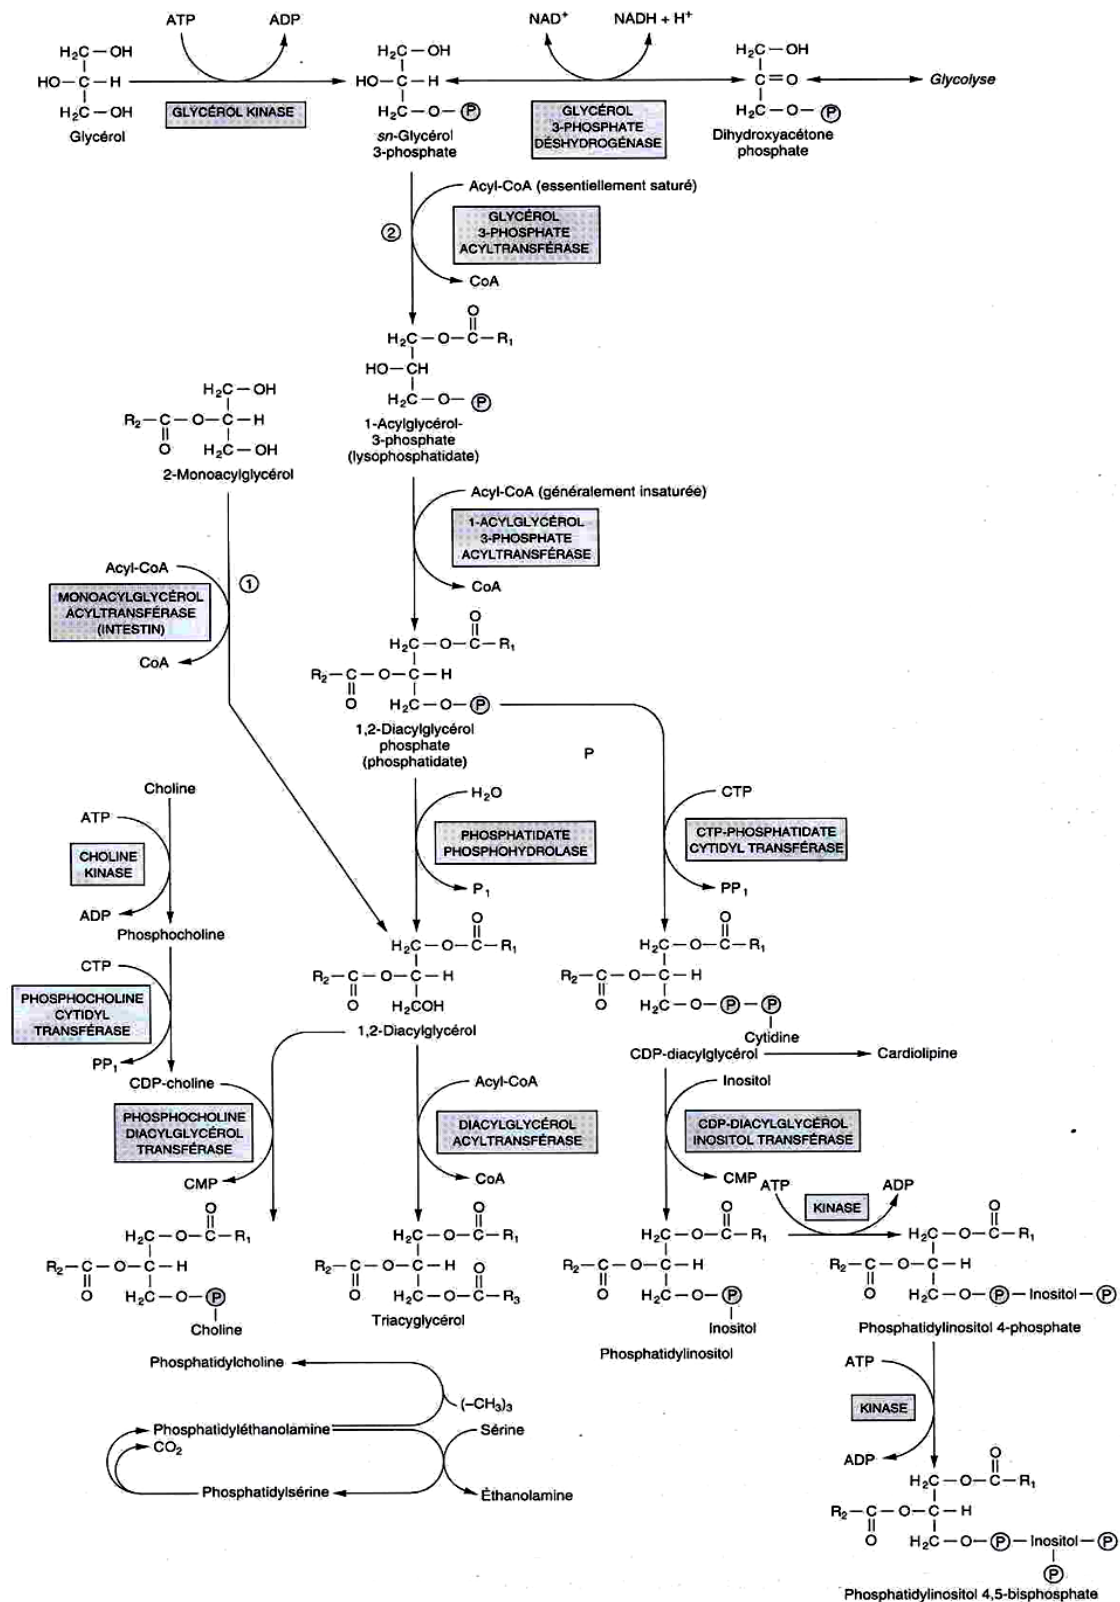 ATP
ADP
NAD⁺
NADH + H⁺
H₂C—OH
HO—C—H
H₂C—OH
Glycérol
GLYCÉROL KINASE
H₂C—OH
HO—C—H
H₂C—O—P
sn-Glycérol
3-phosphate
GLYCÉROL
3-PHOSPHATE
DÉSHYDROGÉNASE
H₂C—OH
C=O
H₂C—O—P
Dihydroxyacétone
phosphate
Glycolyse
Acyl-CoA (essentiellement saturé)
2
GLYCÉROL
3-PHOSPHATE
ACYLTRANSFÉRASE
CoA
O
H₂C—O—C—R₁
HO—CH
H₂C—O—P
1-Acylglycérol-
3-phosphate
(lysophosphatidate)
H₂C—OH
R₂—C—O—C—H
O
H₂C—OH
2-Monoacylglycérol
Acyl-CoA (généralement insaturée)
1-ACYLGLYCÉROL
3-PHOSPHATE
ACYLTRANSFÉRASE
CoA
Acyl-CoA
1
MONOACYLGLYCÉROL
ACYLTRANSFÉRASE
(INTESTIN)
CoA
O
H₂C—O—C—R₁
R₂—C—O—C—H
O
H₂C—O—P
1,2-Diacylglycérol
phosphate
(phosphatidate)
P
Choline
ATP
CHOLINE
KINASE
ADP
Phosphocholine
H₂O
PHOSPHATIDATE
PHOSPHOHYDROLASE
P₁
CTP
CTP-PHOSPHATIDATE
CYTIDYL TRANSFÉRASE
PP₁
CTP
PHOSPHOCHOLINE
CYTIDYL
TRANSFÉRASE
PP₁
CDP-choline
O
H₂C—O—C—R₁
R₂—C—O—C—H
O
H₂COH
1,2-Diacylglycérol
O
H₂C—O—C—R₁
R₂—C—O—C—H
O
H₂C—O—P—P
Cytidine
CDP-diacylglycérol
Cardiolipine
PHOSPHOCHOLINE
DIACYLGLYCÉROL
TRANSFÉRASE
CMP
Acyl-CoA
DIACYLGLYCÉROL
ACYLTRANSFÉRASE
CoA
Inositol
CDP-DIACYLGLYCÉROL
INOSITOL TRANSFÉRASE
CMP
ATP
KINASE
ADP
O
H₂C—O—C—R₁
R₂—C—O—C—H
O
H₂C—O—P
Choline
Phosphatidylcholine
O
H₂C—O—C—R₁
R₂—C—O—C—H
O
O
H₂C—O—C—R₃
Triacyglycérol
O
H₂C—O—C—R₁
R₂—C—O—C—H
O
H₂C—O—P
Inositol
Phosphatidylinositol
O
H₂C—O—C—R₁
R₂—C—O—C—H
O
H₂C—O—P—Inositol—P
Phosphatidylinositol 4-phosphate
(–CH₃)₃
Phosphatidyléthanolamine
CO₂
Sérine
Phosphatidylsérine
Éthanolamine
ATP
KINASE
ADP
O
H₂C—O—C—R₁
R₂—C—O—C—H
O
H₂C—O—P—Inositol—P
P
Phosphatidylinositol 4,5-bisphosphate